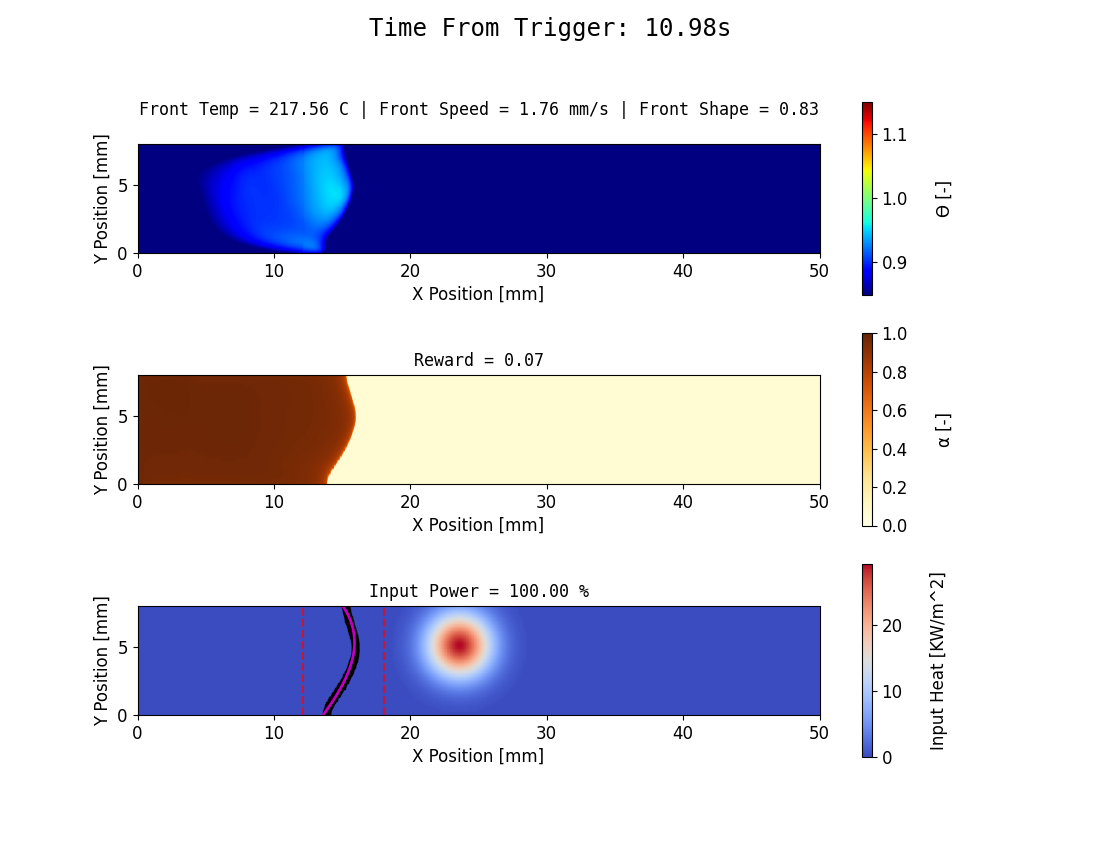 Time From Trigger: 10.98s
Front Temp = 217.56 C | Front Speed = 1.76 mm/s | Front Shape = 0.83
Y Position [mm]
5
0
0 10 20 30 40 50
X Position [mm]
1.1
1.0
0.9
Θ [-]
Reward = 0.07
Y Position [mm]
5
0
0 10 20 30 40 50
X Position [mm]
1.0
0.8
0.6
0.4
0.2
0.0
α [-]
Input Power = 100.00 %
Y Position [mm]
5
0
0 10 20 30 40 50
X Position [mm]
20
10
0
Input Heat [KW/m^2]